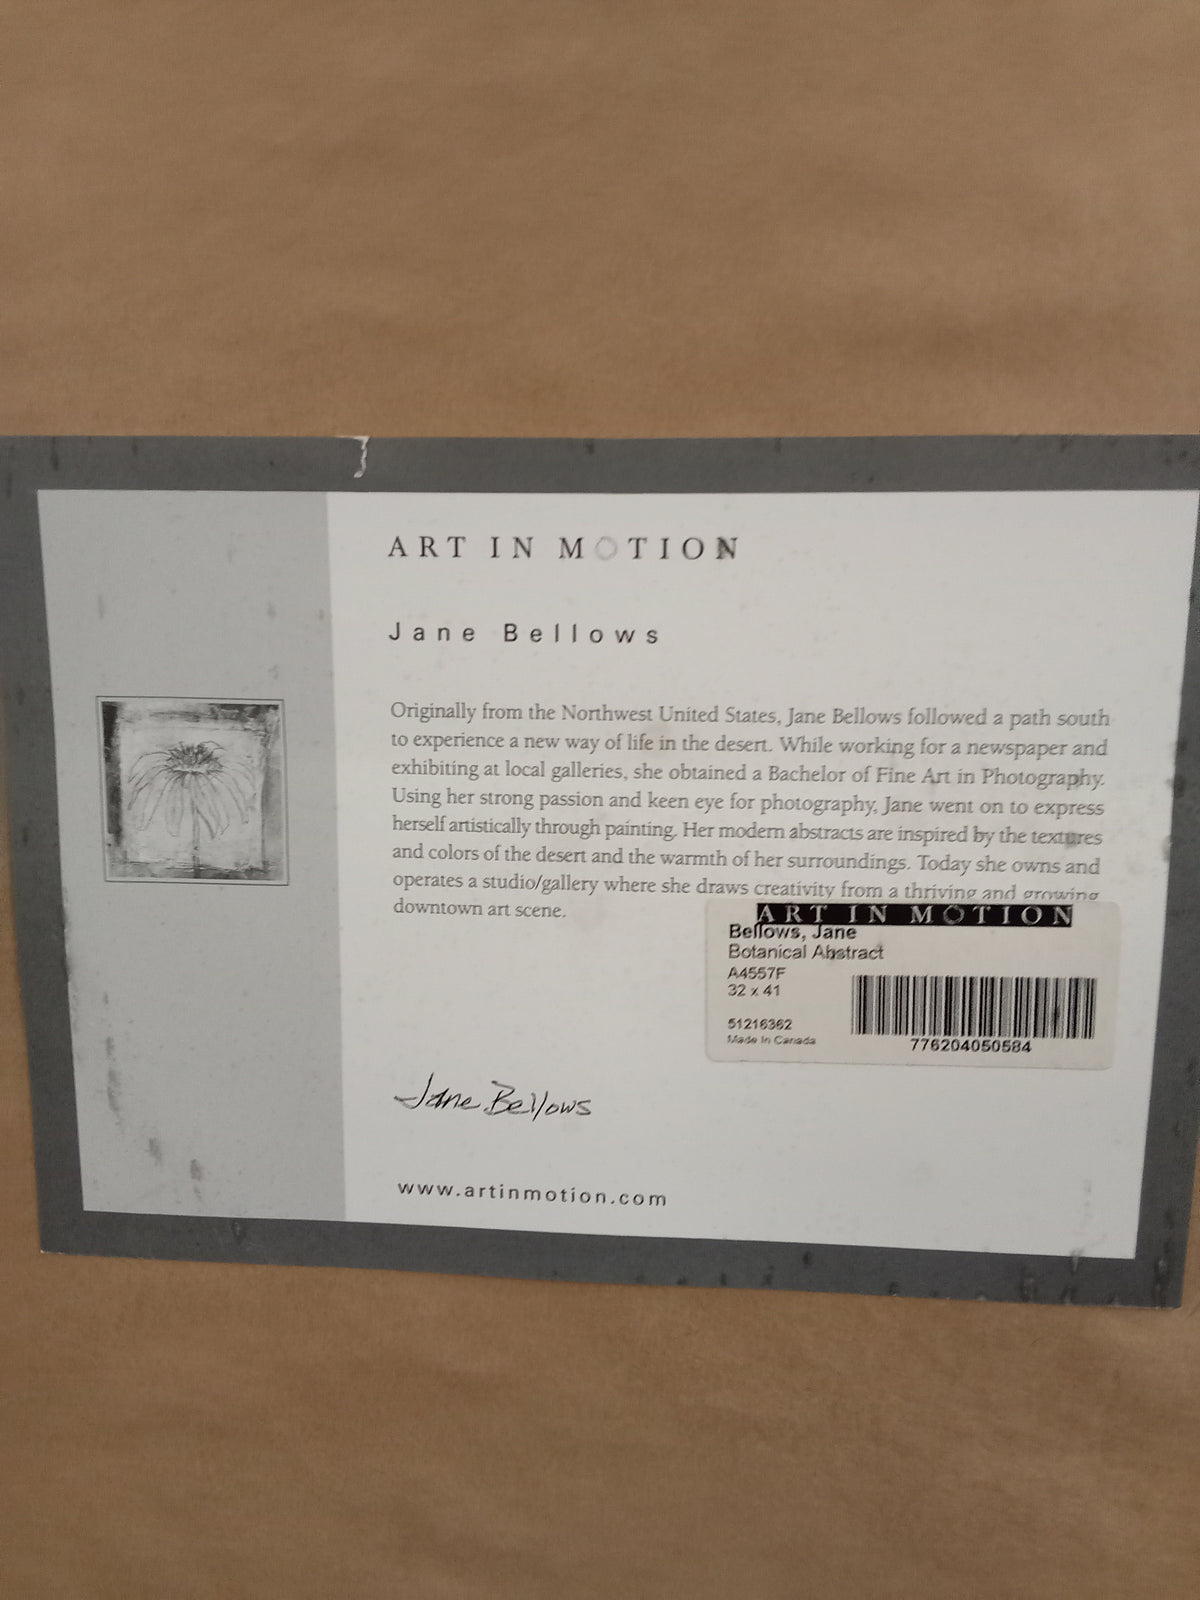 ART IN MOTION
Jane Bellows
Originally from the Northwest United States, Jane Bellows followed a path south
to experience a new way of life in the desert. While working for a newspaper and
exhibiting at local galleries, she obtained a Bachelor of Fine Art in Photography.
Using her strong passion and keen eye for photography, Jane went on to express
herself artistically through painting. Her modern abstracts are inspired by the textures
and colors of the desert and the warmth of her surroundings. Today she owns and
operates a studio/gallery where she draws creativity from a thriving and growing
downtown art scene.
ART IN MOTION
Bellows, Jane
Botanical Abstract
A4557F
32 x 41
51216362
Made In Canada
776204050584
Jane Bellows
www.artinmotion.com